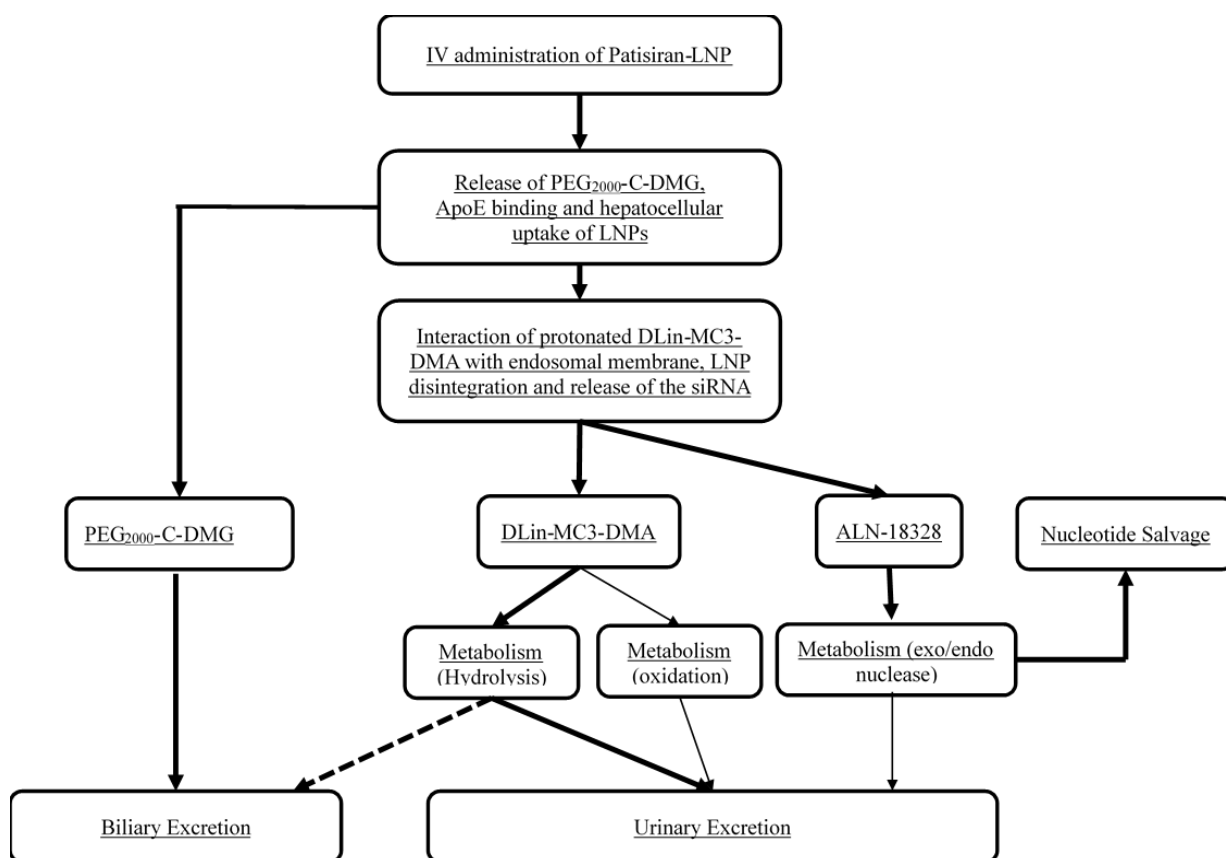 IV administration of Patisiran-LNP
Release of PEG2000-C-DMG,
ApoE binding and hepatocellular
uptake of LNPs
Interaction of protonated DLin-MC3-
DMA with endosomal membrane, LNP
disintegration and release of the siRNA
PEG2000-C-DMG
DLin-MC3-DMA
ALN-18328
Nucleotide Salvage
Metabolism
(Hydrolysis)
Metabolism
(oxidation)
Metabolism (exo/endo
nuclease)
Biliary Excretion
Urinary Excretion